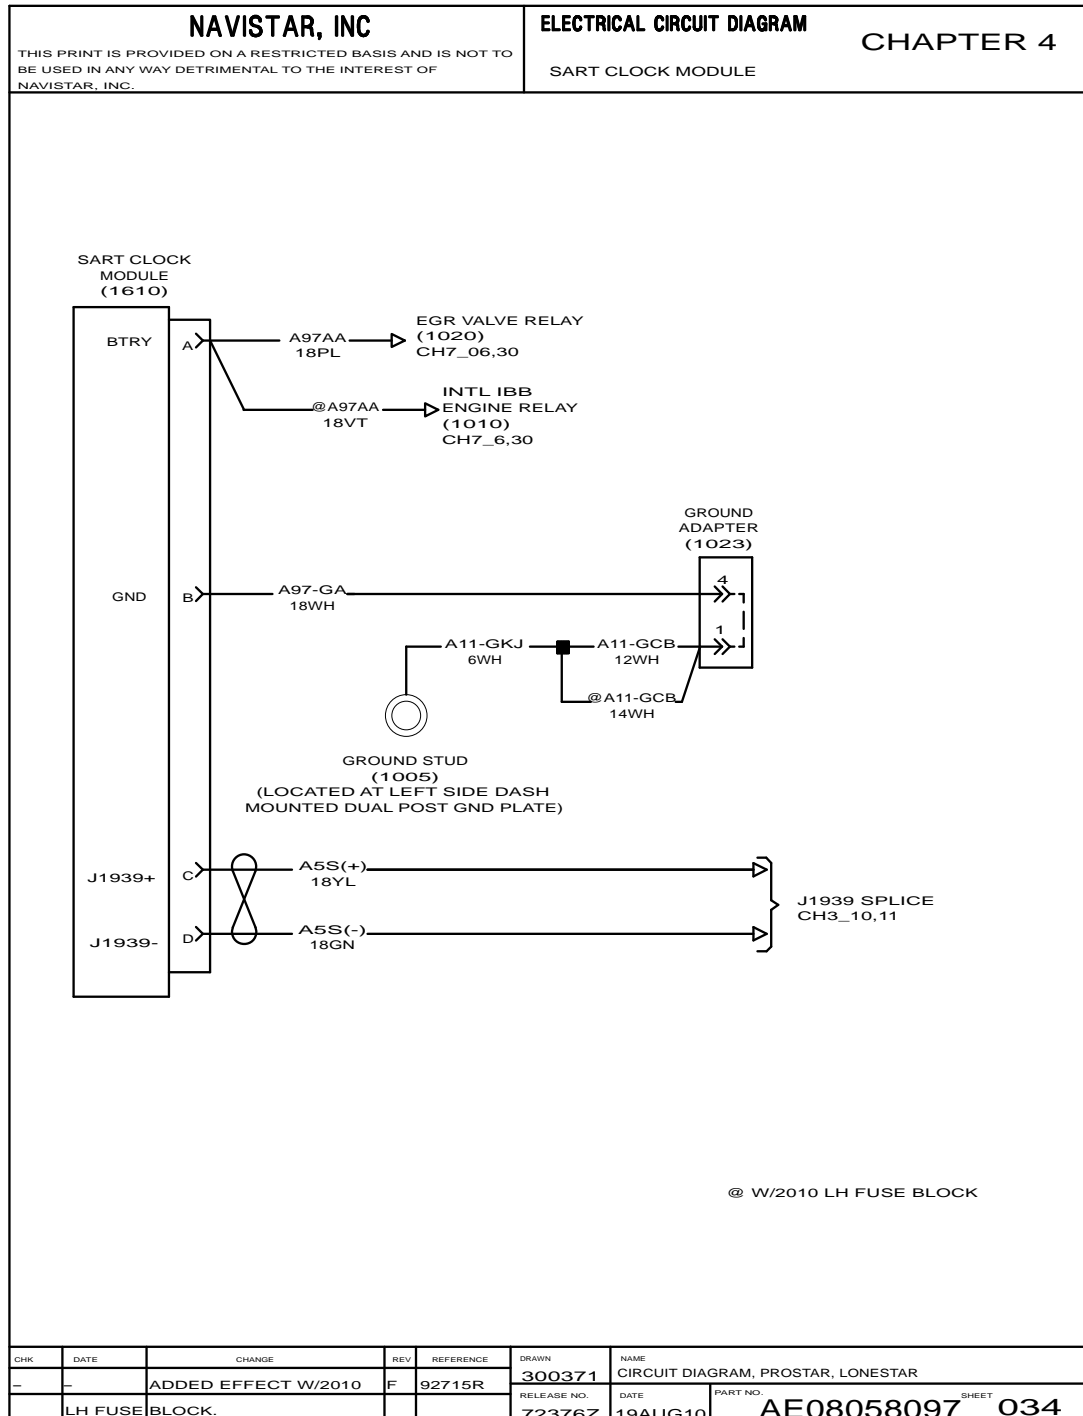 NAVISTAR, INC
THIS PRINT IS PROVIDED ON A RESTRICTED BASIS AND IS NOT TO
BE USED IN ANY WAY DETRIMENTAL TO THE INTEREST OF
NAVISTAR, INC.
ELECTRICAL CIRCUIT DIAGRAM
SART CLOCK MODULE
CHAPTER 4
SART CLOCK
MODULE
(1610)
BTRY
A
A97AA
18PL
EGR VALVE RELAY
(1020)
CH7_06,30
@A97AA
18VT
INTL IBB
ENGINE RELAY
(1010)
CH7_6,30
GROUND
ADAPTER
(1023)
GND
B
A97-GA
18WH
4
1
A11-GKJ
6WH
A11-GCB
12WH
@A11-GCB
14WH
GROUND STUD
(1005)
(LOCATED AT LEFT SIDE DASH
MOUNTED DUAL POST GND PLATE)
J1939+
C
A5S(+)
18YL
J1939-
D
A5S(-)
18GN
J1939 SPLICE
CH3_10,11
@ W/2010 LH FUSE BLOCK
CHK DATE CHANGE REV REFERENCE
- - ADDED EFFECT W/2010 F 92715R
LH FUSE BLOCK.
DRAWN
300371
NAME
CIRCUIT DIAGRAM, PROSTAR, LONESTAR
RELEASE NO.
72376Z
DATE
19AUG10
PART NO.
AE08058097
SHEET
034